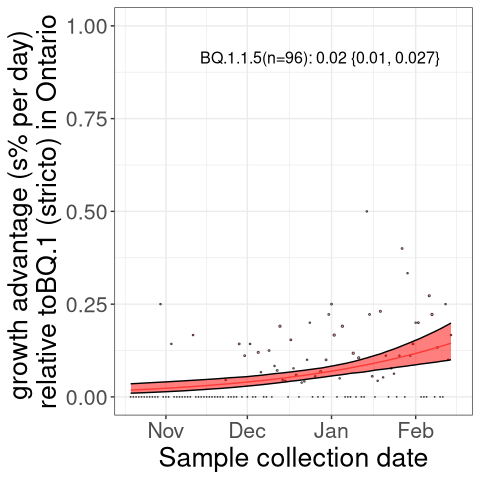 growth advantage (s% per day)
relative toBQ.1 (stricto) in Ontario
1.00
0.75
0.50
0.25
0.00
BQ.1.1.5(n=96): 0.02 {0.01, 0.027}
Nov Dec Jan Feb
Sample collection date